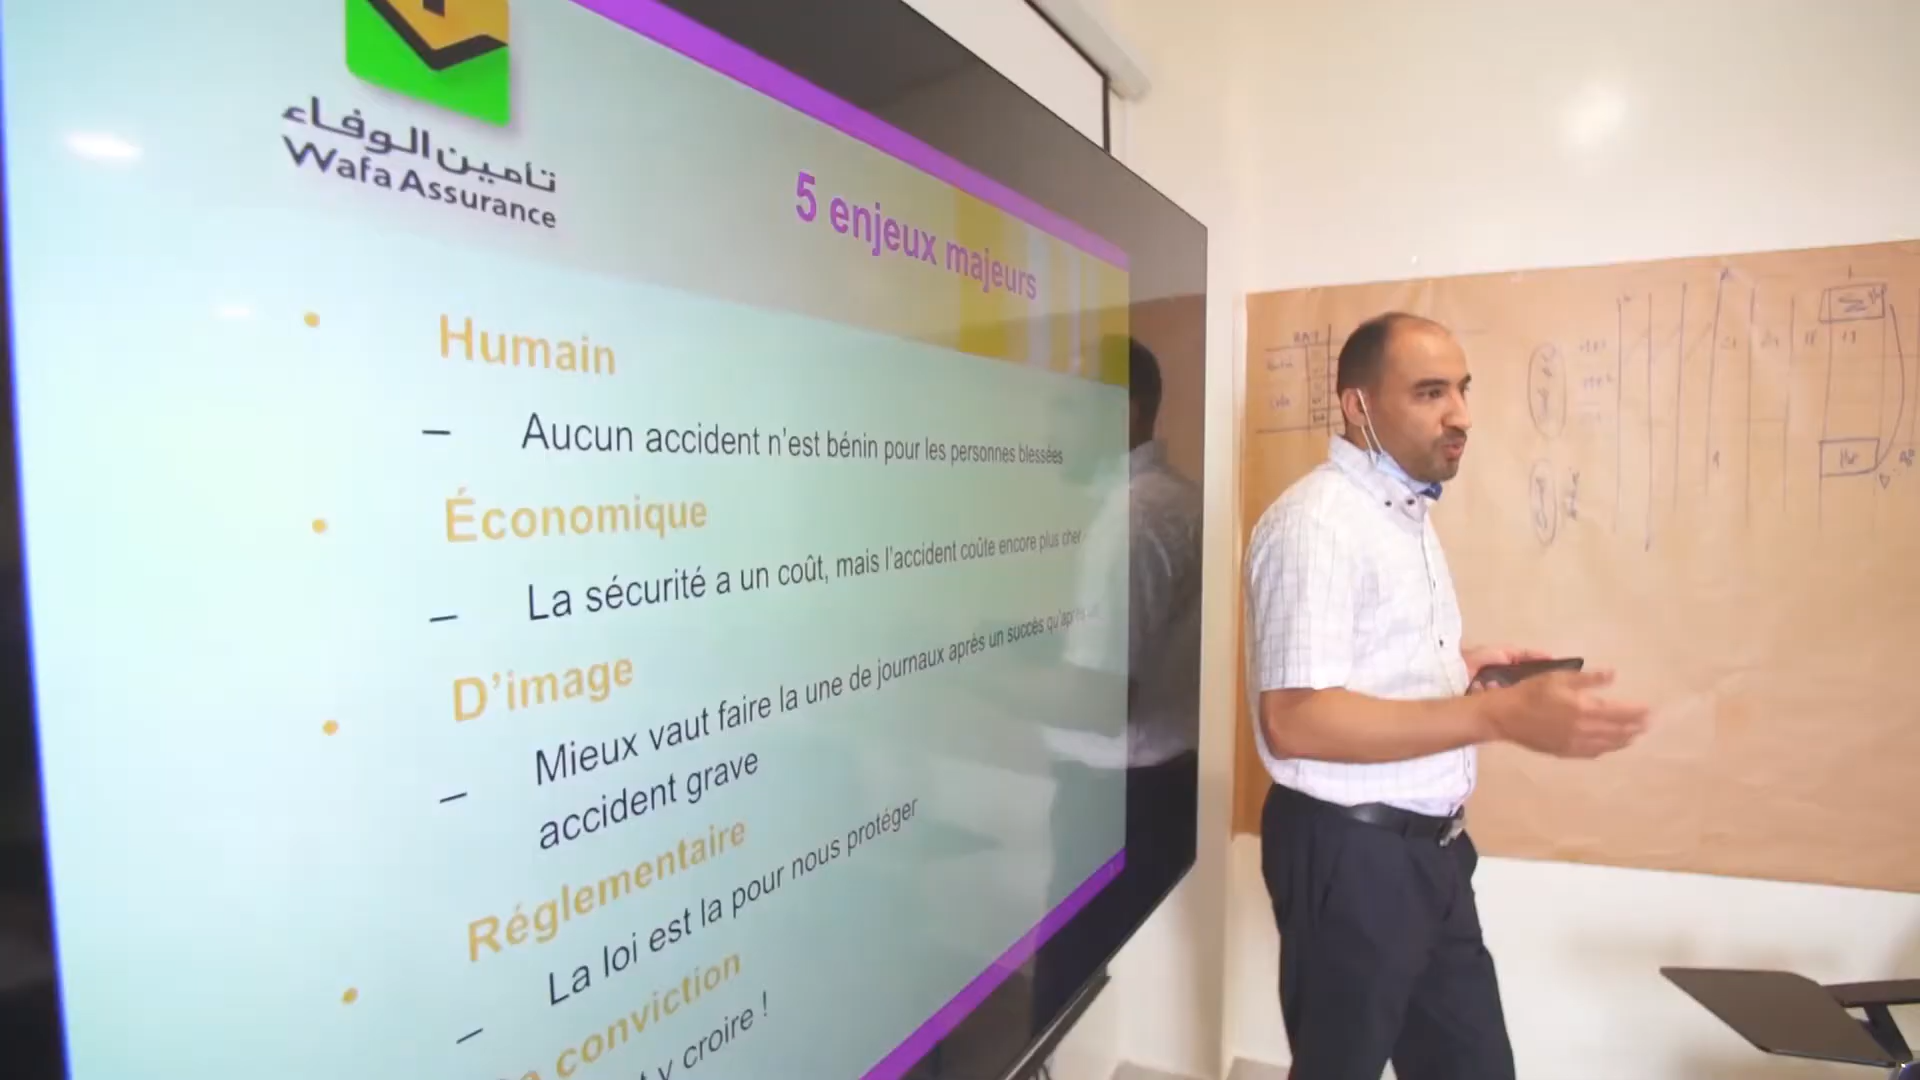 تأمين الوفاء
Wafa Assurance
5 enjeux majeurs
Humain
– Aucun accident n'est bénin pour les personnes blessées
Économique
– La sécurité a un coût, mais l'accident coûte encore plus cher
D'image
– Mieux vaut faire la une de journaux après un succès qu'après
accident grave
Réglementaire
– La loi est la pour nous protéger
conviction
y croire !